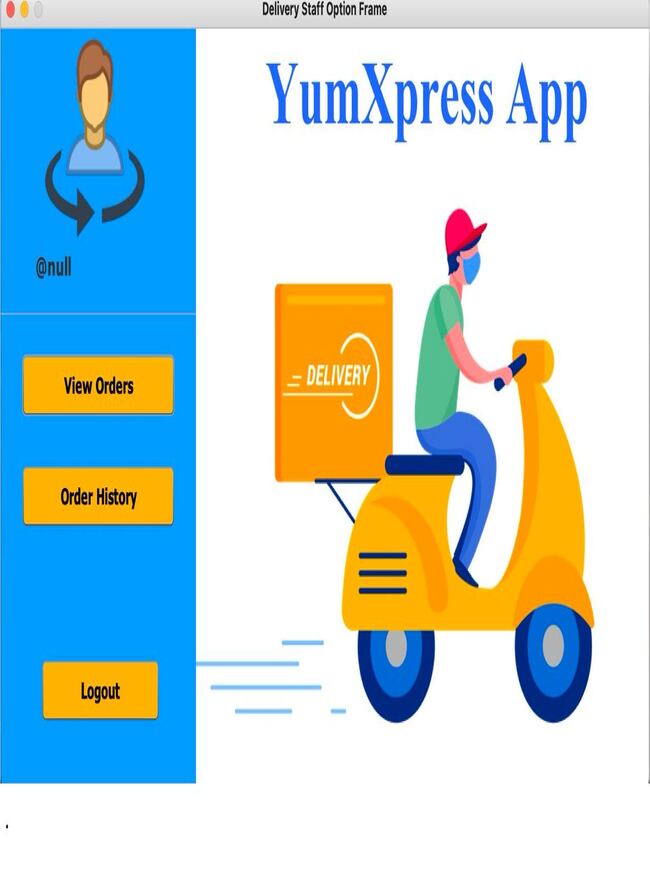 Delivery Staff Option Frame
YumXpress App
@null
View Orders
Order History
Logout
DELIVERY
.